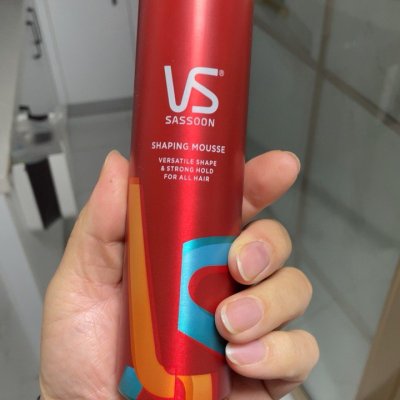 VS®
SASSOON
SHAPING MOUSSE
VERSATILE SHAPE
& STRONG HOLD
FOR ALL HAIR